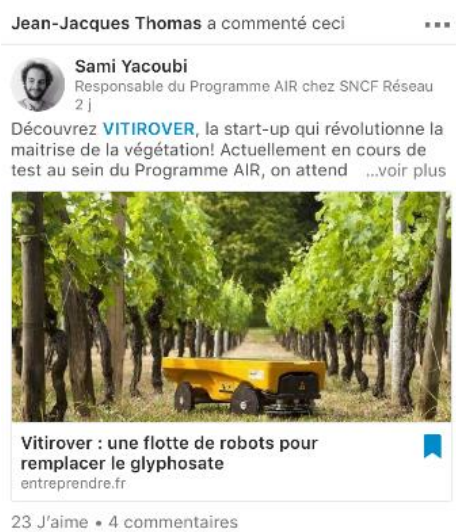 Jean-Jacques Thomas a commenté ceci
Sami Yacoubi
Responsable du Programme AIR chez SNCF Réseau
2 j
Découvrez VITIROVER, la start-up qui révolutionne la
maitrise de la végétation! Actuellement en cours de
test au sein du Programme AIR, on attend ...voir plus
Vitirover : une flotte de robots pour
remplacer le glyphosate
entreprendre.fr
23 J'aime • 4 commentaires